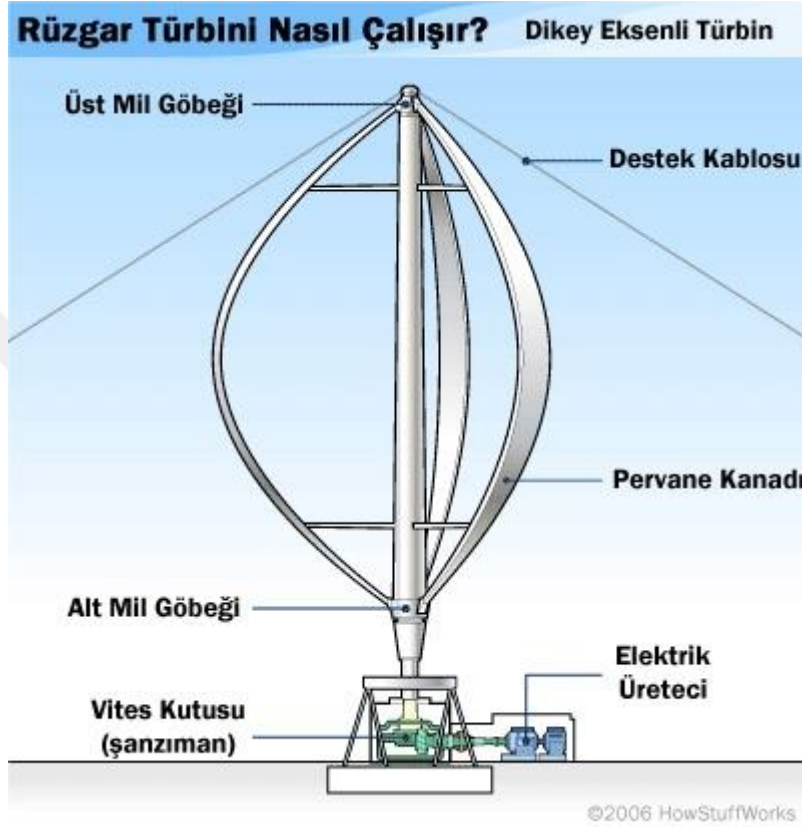 Rüzgar Türbini Nasıl Çalışır? Dikey Eksenli Türbin
Üst Mil Göbeği
Destek Kablosu
Pervane Kanadı
Alt Mil Göbeği
Elektrik
Üreteci
Vites Kutusu
(şanzıman)
©2006 HowStuffWorks